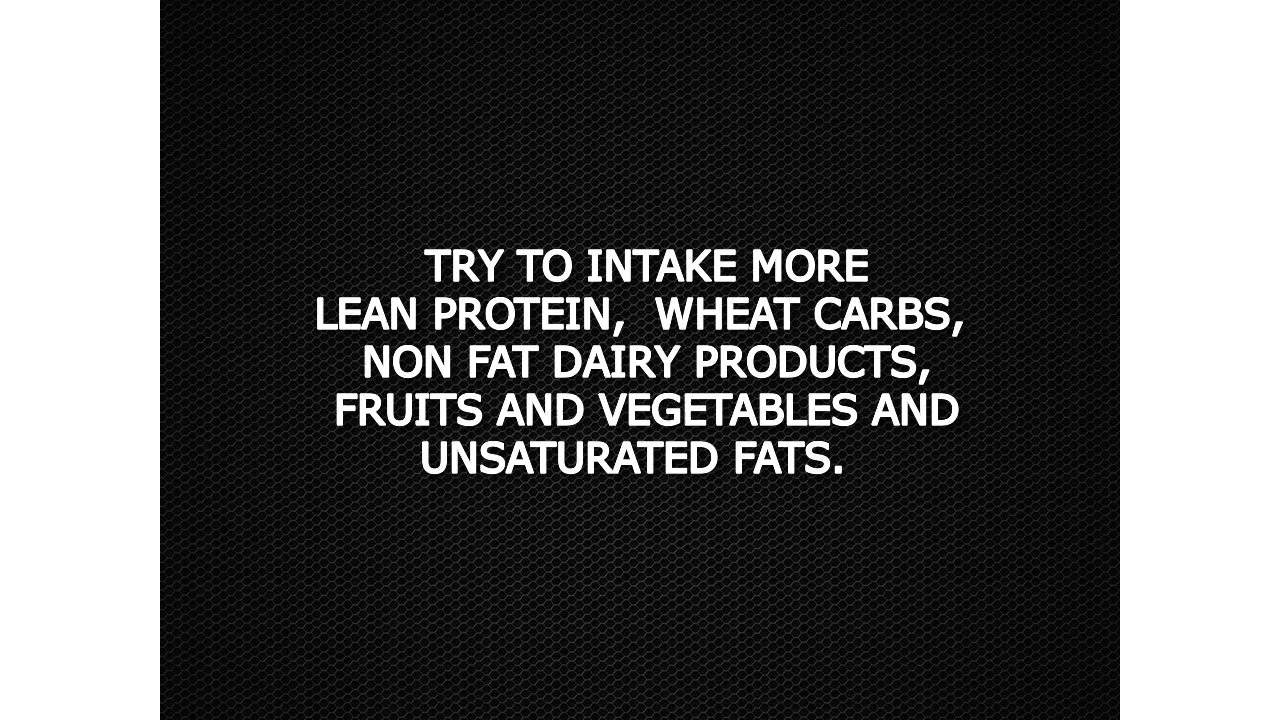 TRY TO INTAKE MORE
LEAN PROTEIN,  WHEAT CARBS,
NON FAT DAIRY PRODUCTS,
FRUITS AND VEGETABLES AND
UNSATURATED FATS.